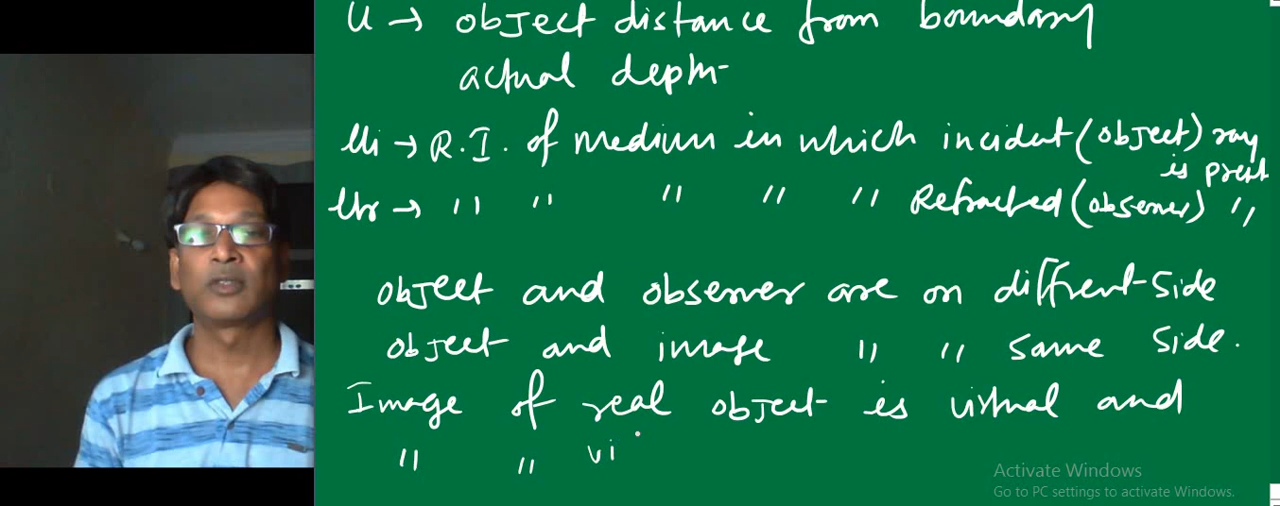 u → object distance from boundary
actual depth
μi → R.I. of medium in which incident (object) ray
is present
μr → " " " " " Refracted (observer) "
object and observer are on diffrent side
object and image " " same side.
Image of real object is virtual and
" " vi
Activate Windows
Go to PC settings to activate Windows.